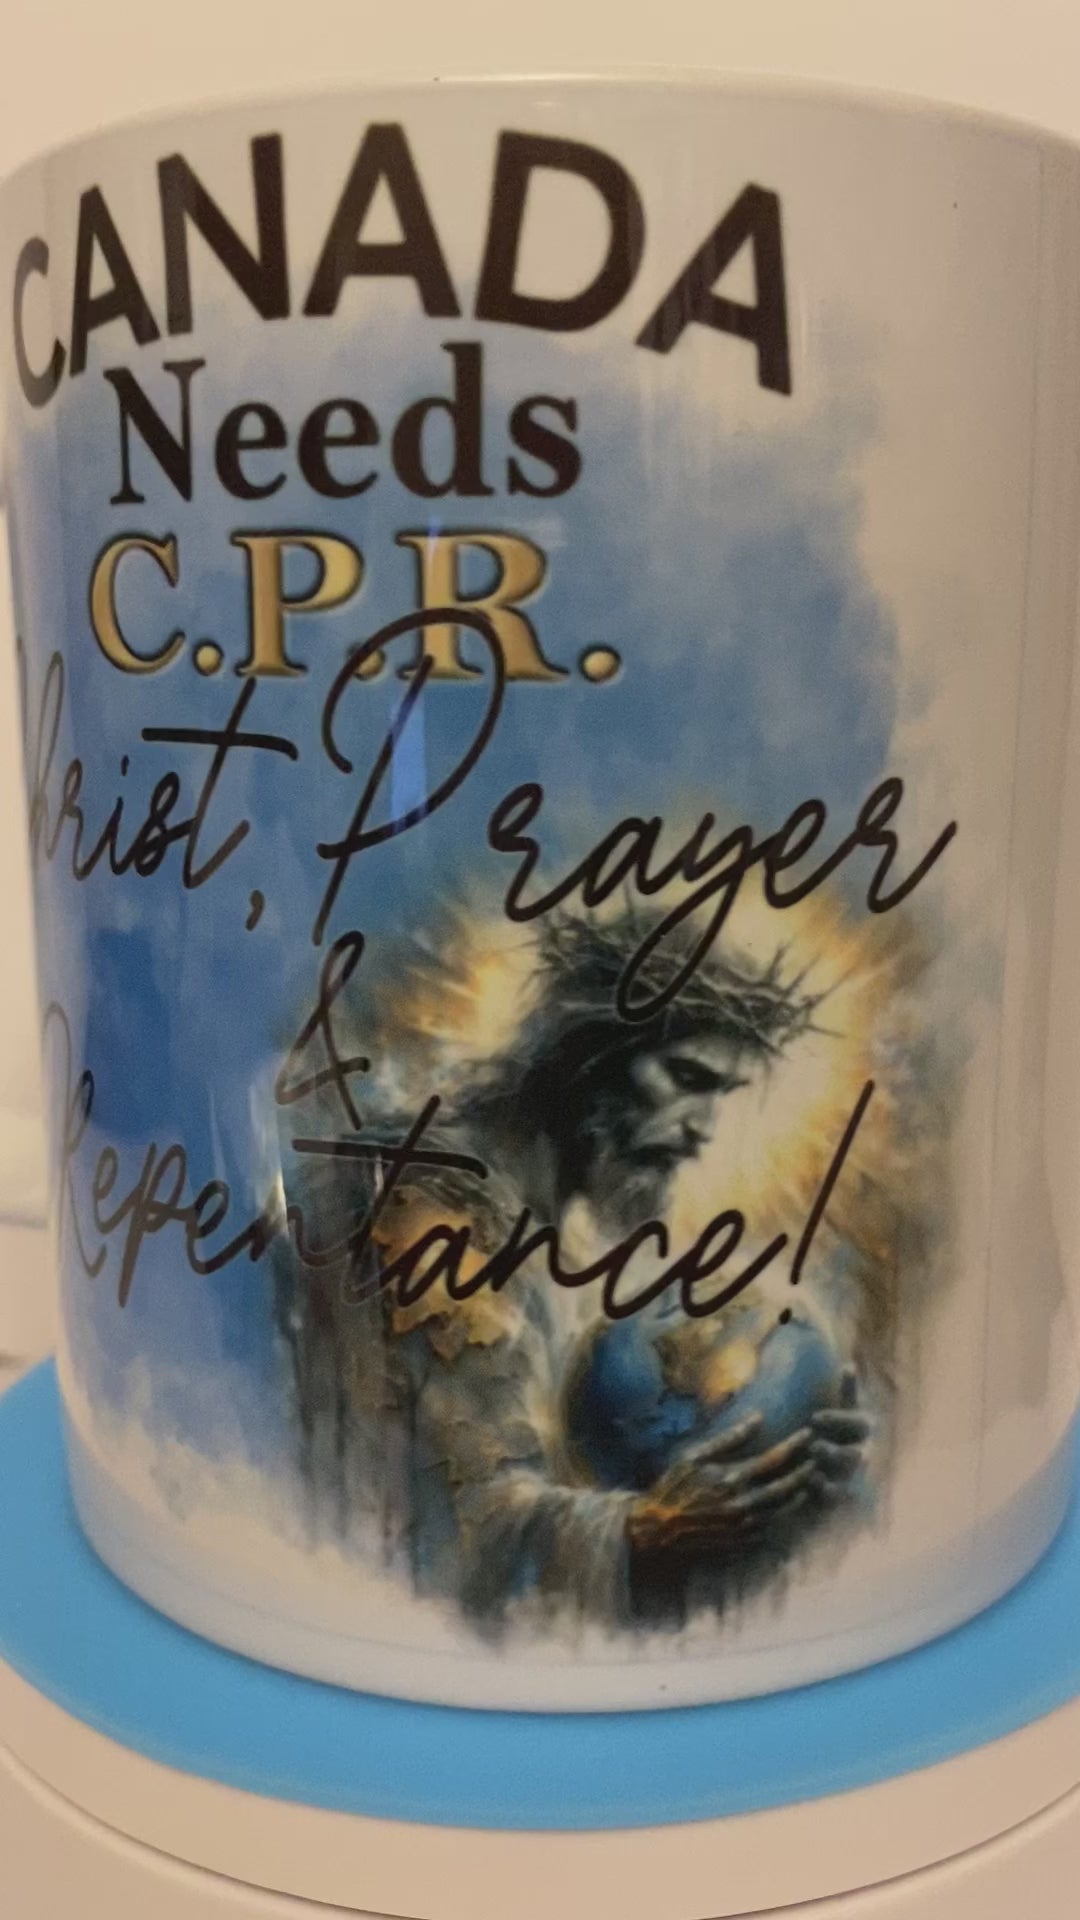 CANADA
Needs
C.P.R.
Christ, Prayer
&
Repentance!